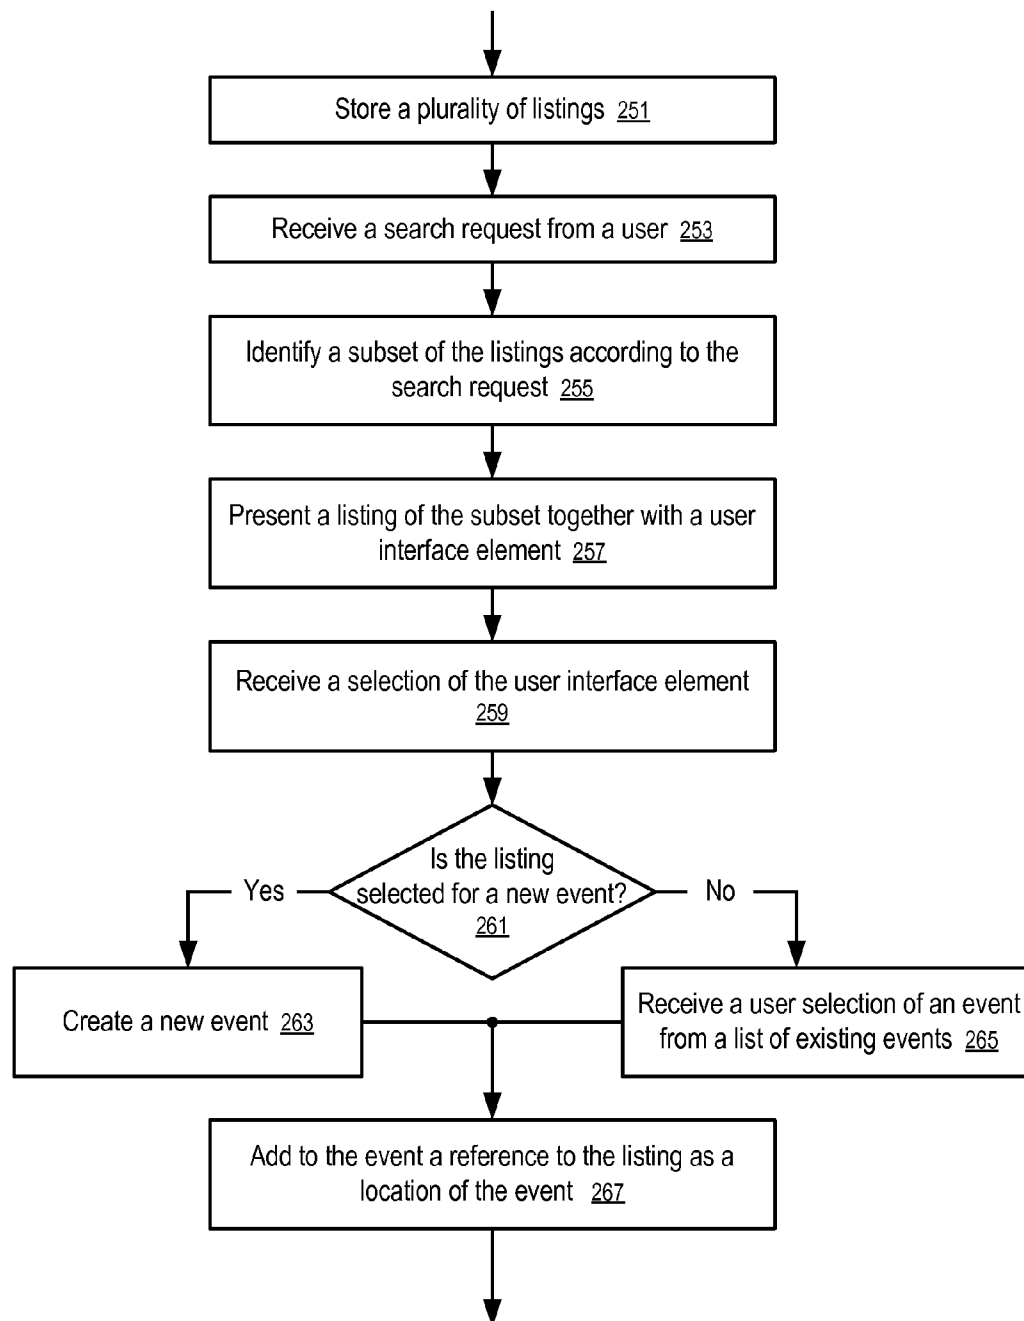 Store a plurality of listings 251
Receive a search request from a user 253
Identify a subset of the listings according to the
search request 255
Present a listing of the subset together with a user
interface element 257
Receive a selection of the user interface element
259
Is the listing
selected for a new event?
261
Yes
No
Create a new event 263
Receive a user selection of an event
from a list of existing events 265
Add to the event a reference to the listing as a
location of the event 267